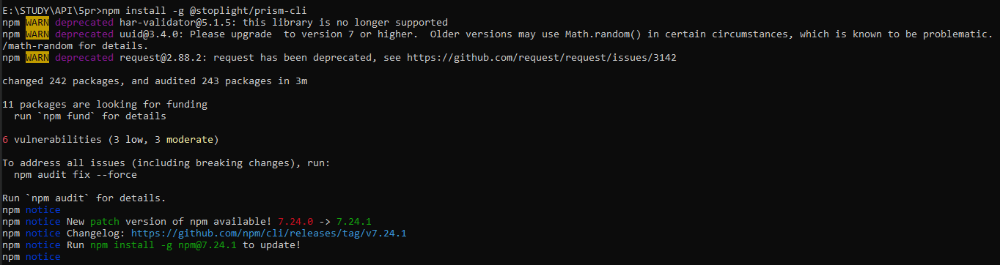 E:\STUDY\API\5pr>npm install -g @stoplight/prism-cli
npm WARN deprecated har-validator@5.1.5: this library is no longer supported
npm WARN deprecated uuid@3.4.0: Please upgrade  to version 7 or higher.  Older versions may use Math.random() in certain circumstances, which is known to be problematic.
/math-random for details.
npm WARN deprecated request@2.88.2: request has been deprecated, see https://github.com/request/request/issues/3142
changed 242 packages, and audited 243 packages in 3m
11 packages are looking for funding
  run `npm fund` for details
6 vulnerabilities (3 low, 3 moderate)
To address all issues (including breaking changes), run:
  npm audit fix --force
Run `npm audit` for details.
npm notice
npm notice New patch version of npm available! 7.24.0 -> 7.24.1
npm notice Changelog: https://github.com/npm/cli/releases/tag/v7.24.1
npm notice Run npm install -g npm@7.24.1 to update!
npm notice